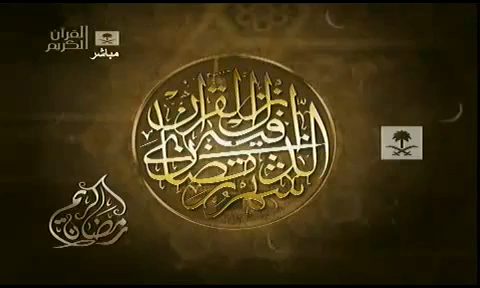 القرآن
الكريم
مباشر
شهر رمضان الذي أنزل فيه القرآن
رمضان كريم